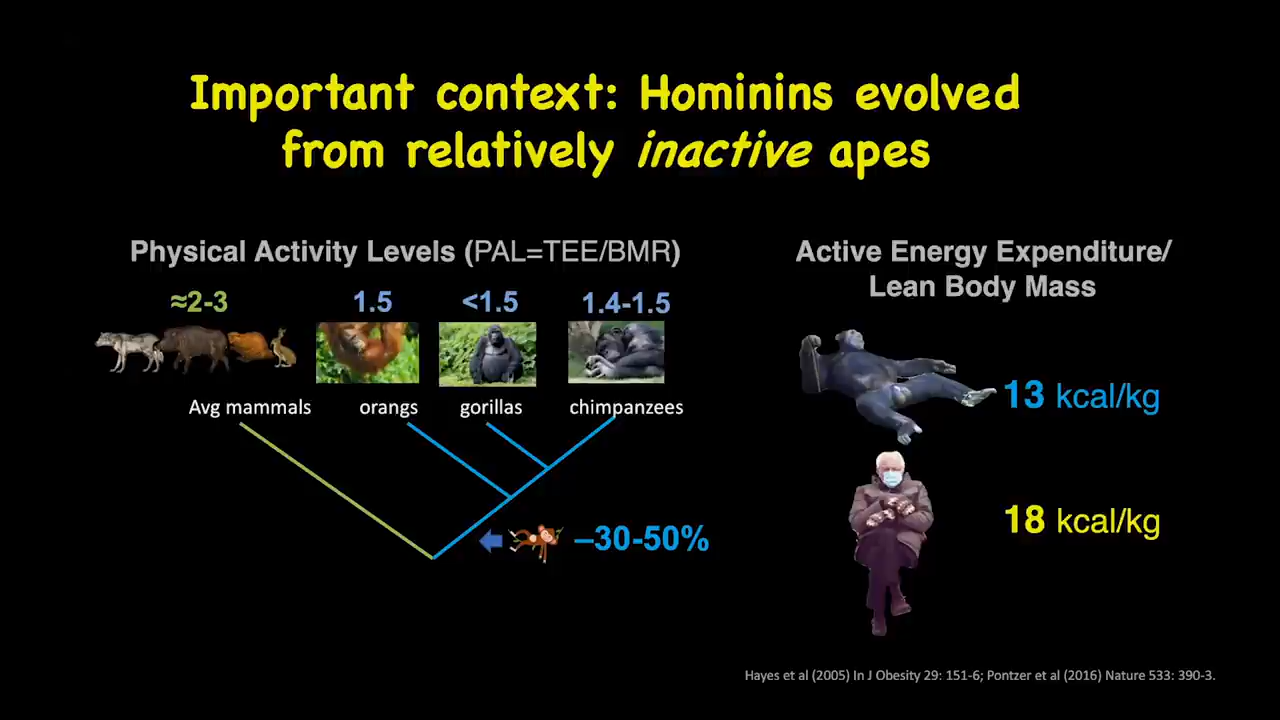 Important context: Hominins evolved
from relatively inactive apes
Physical Activity Levels (PAL=TEE/BMR)
≈2-3
1.5
<1.5
1.4-1.5
Avg mammals
orangs
gorillas
chimpanzees
–30-50%
Active Energy Expenditure/
Lean Body Mass
13 kcal/kg
18 kcal/kg
Hayes et al (2005) In J Obesity 29: 151-6; Pontzer et al (2016) Nature 533: 390-3.